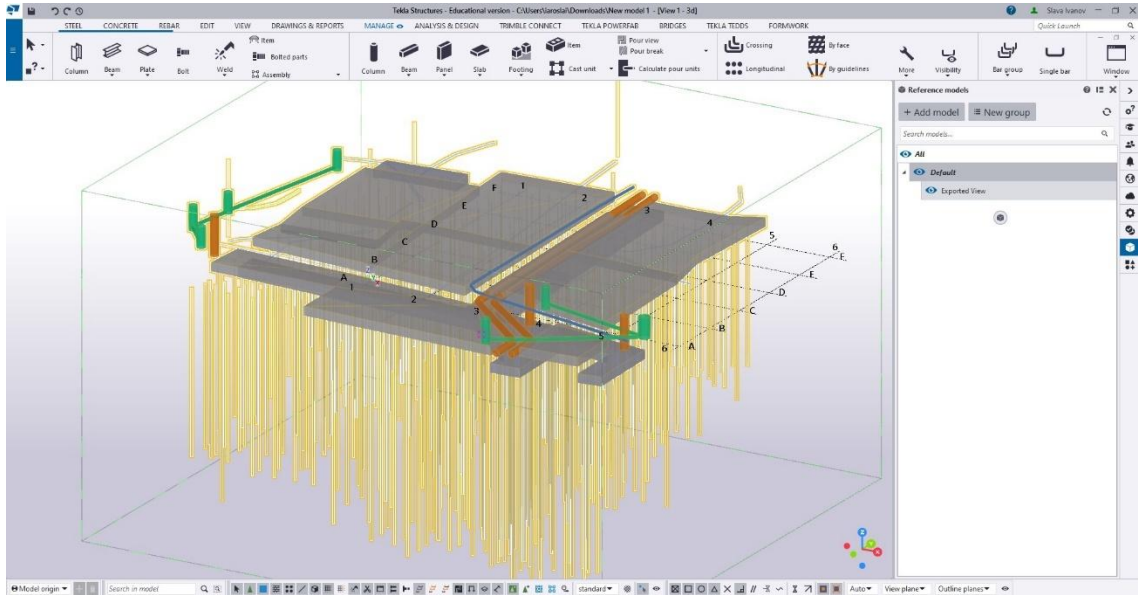 Tekla Structures - Educational version - C:\Users\iarosla\Downloads\New model 1 - [View 1 - 3d]
Slava Ivanov
STEEL CONCRETE REBAR EDIT VIEW DRAWINGS & REPORTS MANAGE ANALYSIS & DESIGN TRIMBLE CONNECT TEKLA POWERFAB BRIDGES TEKLA TEDDS FORMWORK Quick Launch
Item Item Pour view Crossing By face
Bolted parts Pour break
Assembly Cast unit Calculate pour units Longitudinal By guidelines
Column Beam Plate Bolt Weld Column Beam Panel Slab Footing More Visibility Bar group Single bar Window
Reference models
+ Add model New group
Search models...
All
Default
Exported View
F 1 2 3 4
E
D
C
B
A 1 2 3 4 5 6
5 6
F
E
D
C
B
A
Model origin Search in model standard Auto View plane Outline planes